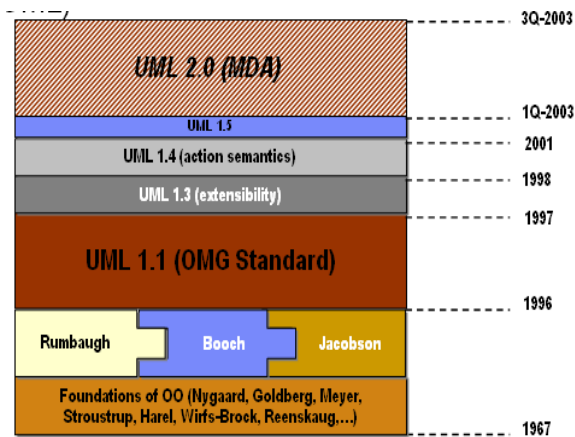 3Q-2003
UML 2.0 (MDA)
1Q-2003
UML 1.5
2001
UML 1.4 (action semantics)
1998
UML 1.3 (extensibility)
1997
UML 1.1 (OMG Standard)
1996
Rumbaugh Booch Jacobson
Foundations of OO (Nygaard, Goldberg, Meyer,
Stroustrup, Harel, Wirfs-Brock, Reenskaug,...)
1967